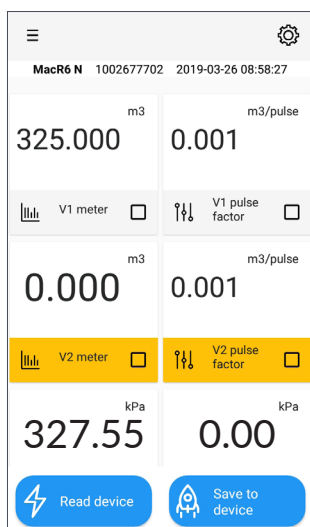 MacR6 N 1002677702 2019-03-26 08:58:27
m3 m3/pulse
325.000 0.001
V1 meter V1 pulse
factor
m3 m3/pulse
0.000 0.001
V2 meter V2 pulse
factor
kPa kPa
327.55 0.00
Read device Save to
device